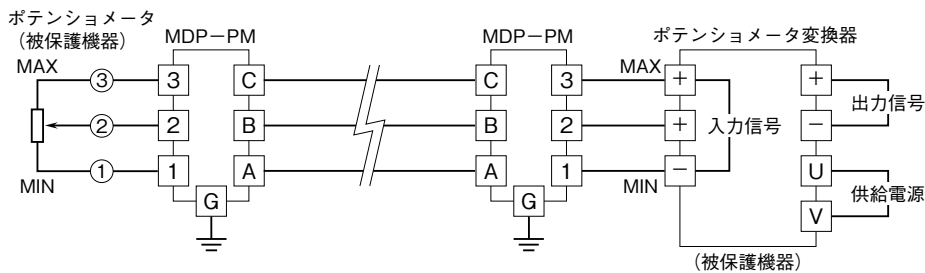 ポテンショメータ
（被保護機器）
MDP－PM
MDP－PM
ポテンショメータ変換器
MAX
③
3
C
C
3
MAX
＋
＋
②
2
B
B
2
＋
入力信号
－
出力信号
①
1
A
A
1
－
U
MIN
MIN
供給電源
G
G
V
（被保護機器）